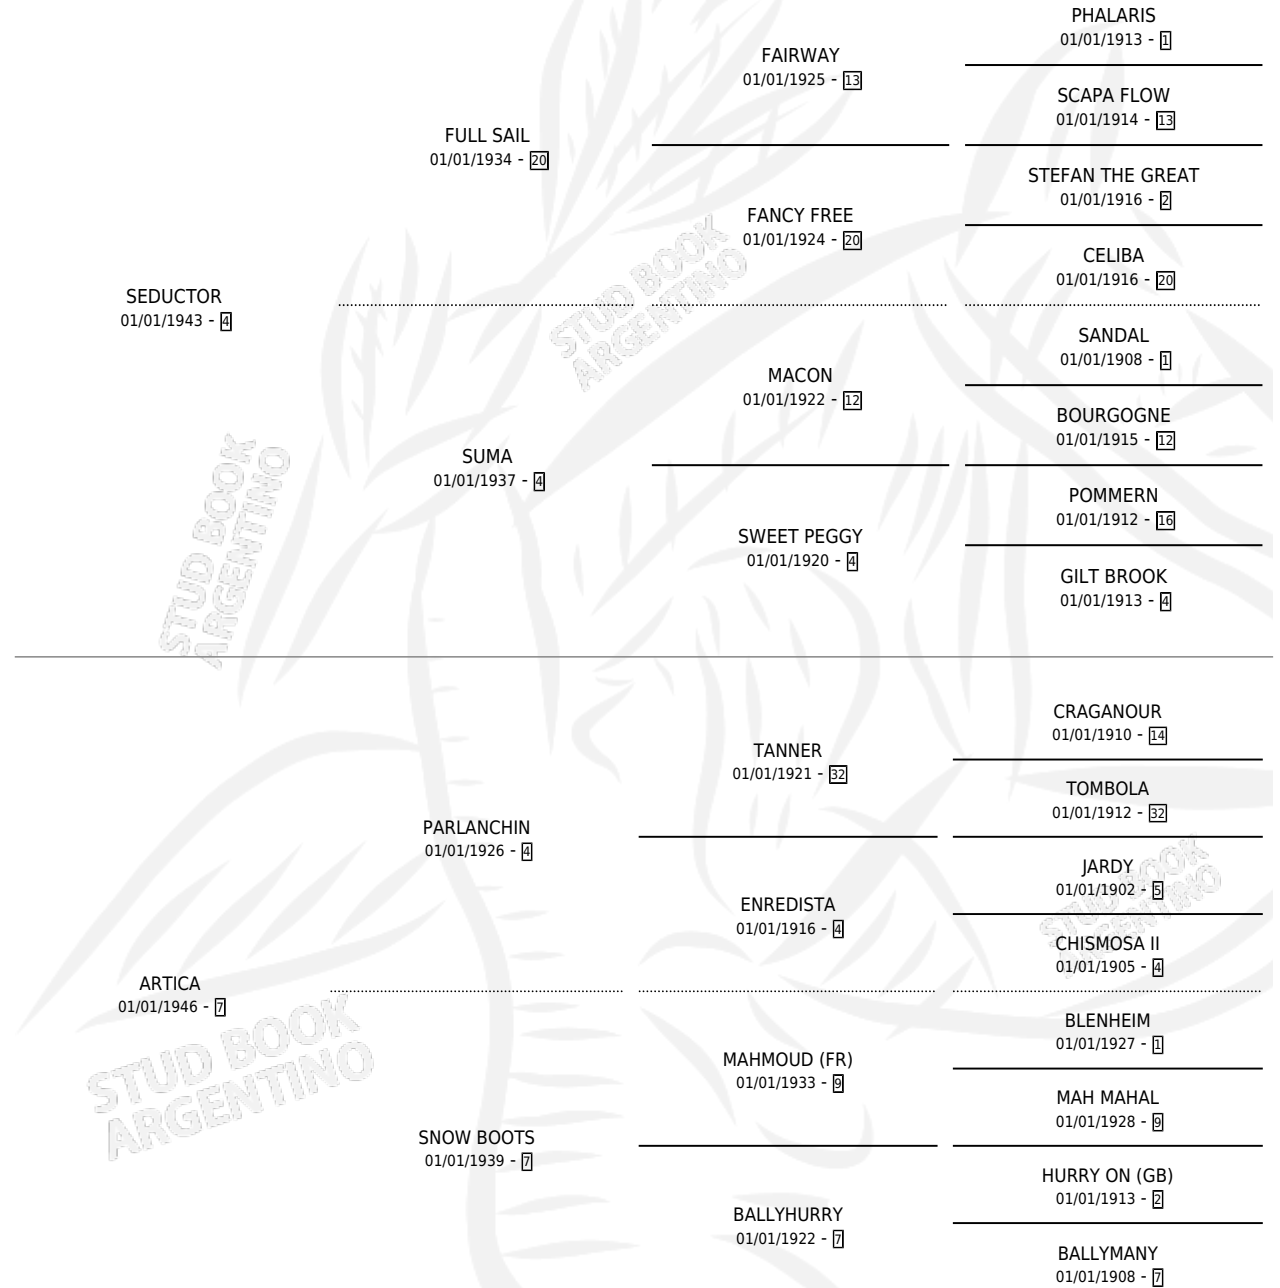 PHALARIS
01/01/1913 - 1
FAIRWAY
01/01/1925 - 13
SCAPA FLOW
01/01/1914 - 13
FULL SAIL
01/01/1934 - 20
STEFAN THE GREAT
01/01/1916 - 2
FANCY FREE
01/01/1924 - 20
CELIBA
01/01/1916 - 20
SEDUCTOR
01/01/1943 - 4
STUD BOOK
ARGENTINO
SANDAL
01/01/1908 - 1
MACON
01/01/1922 - 12
BOURGOGNE
01/01/1915 - 12
SUMA
01/01/1937 - 4
POMMERN
01/01/1912 - 16
SWEET PEGGY
01/01/1920 - 4
GILT BROOK
01/01/1913 - 4
STUD BOOK
ARGENTINO
CRAGANOUR
01/01/1910 - 14
TANNER
01/01/1921 - 32
TOMBOLA
01/01/1912 - 32
PARLANCHIN
01/01/1926 - 4
JARDY
01/01/1902 - 5
ENREDISTA
01/01/1916 - 4
STUD BOOK
ARGENTINO
CHISMOSA II
01/01/1905 - 4
ARTICA
01/01/1946 - 7
BLENHEIM
01/01/1927 - 1
MAHMOUD (FR)
01/01/1933 - 9
STUD BOOK
ARGENTINO
MAH MAHAL
01/01/1928 - 9
SNOW BOOTS
01/01/1939 - 7
HURRY ON (GB)
01/01/1913 - 2
BALLYHURRY
01/01/1922 - 7
BALLYMANY
01/01/1908 - 7